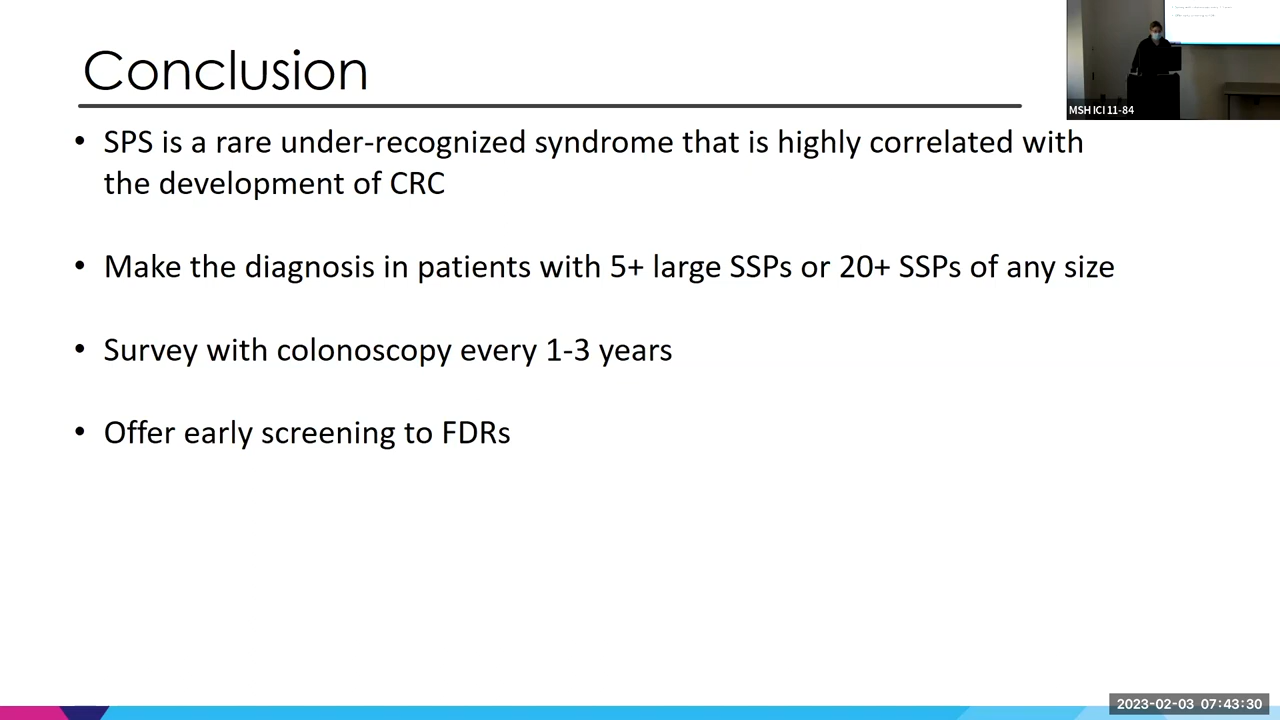 Conclusion
MSH ICI 11-84
• SPS is a rare under-recognized syndrome that is highly correlated with
the development of CRC
• Make the diagnosis in patients with 5+ large SSPs or 20+ SSPs of any size
• Survey with colonoscopy every 1-3 years
• Offer early screening to FDRs
2023-02-03 07:43:30